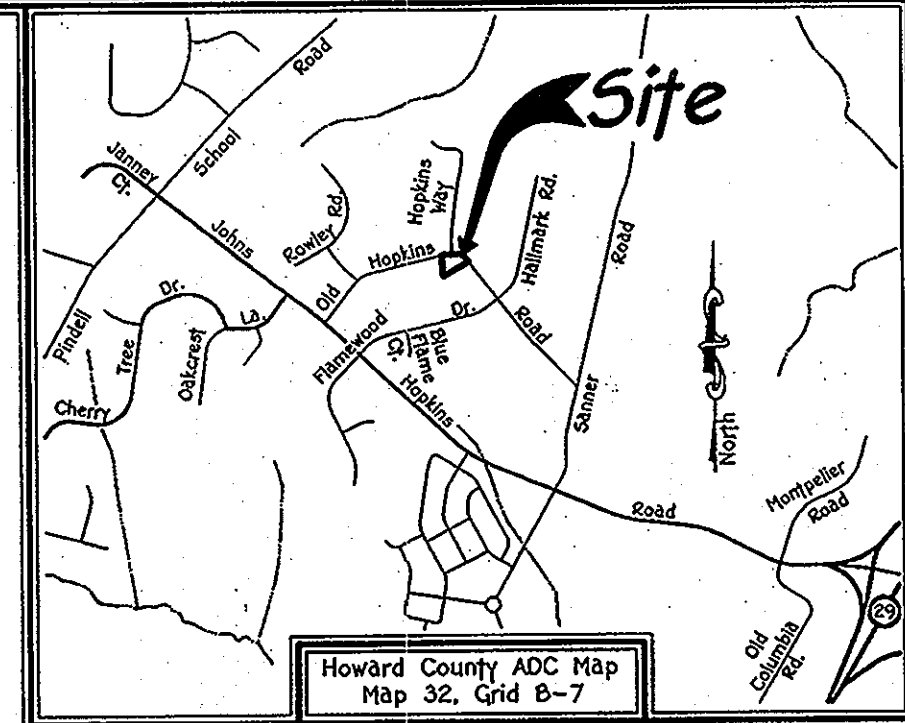 Site
Pindell
School
Road
Janney
Ct.
Johns
Hopkins
Road
Rowley Rd.
Hopkins
Way
Old
Hopkins
Road
Hallmark Rd.
Sanner
Road
Cherry
Tree
Dr.
Oakcrest
La.
Flamewood
Dr.
Blue
Flame
Ct.
North
Montpelier
Road
29
Old
Columbia
Rd.
Howard County ADC Map
Map 32, Grid B-7